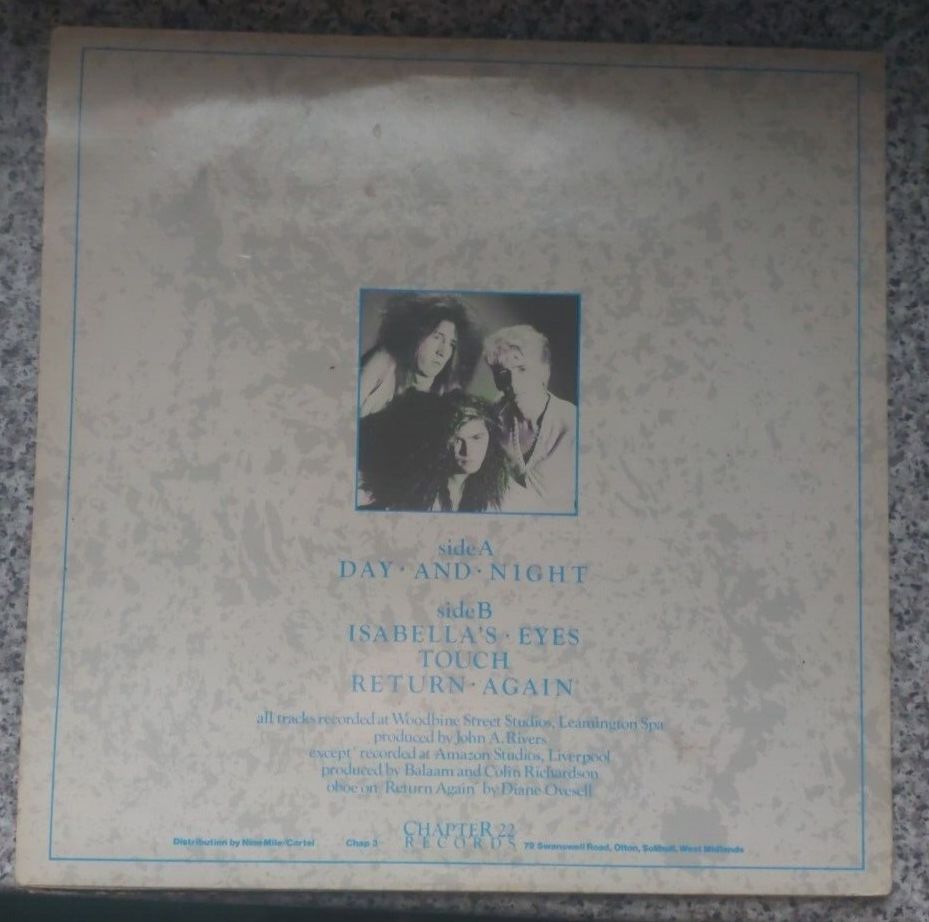 side A
DAY · AND · NIGHT
side B
ISABELLA'S · EYES
TOUCH
RETURN · AGAIN*
all tracks recorded at Woodbine Street Studios, Leamington Spa
produced by John A. Rivers
except* recorded at Amazon Studios, Liverpool
produced by Balaam and Colin Richardson
oboe on 'Return Again' by Diane Ovesell
CHAPTER 22
RECORDS
Distribution by Nine Mile/Cartel Chap 3 79 Swanswell Road, Olton, Solihull, West Midlands